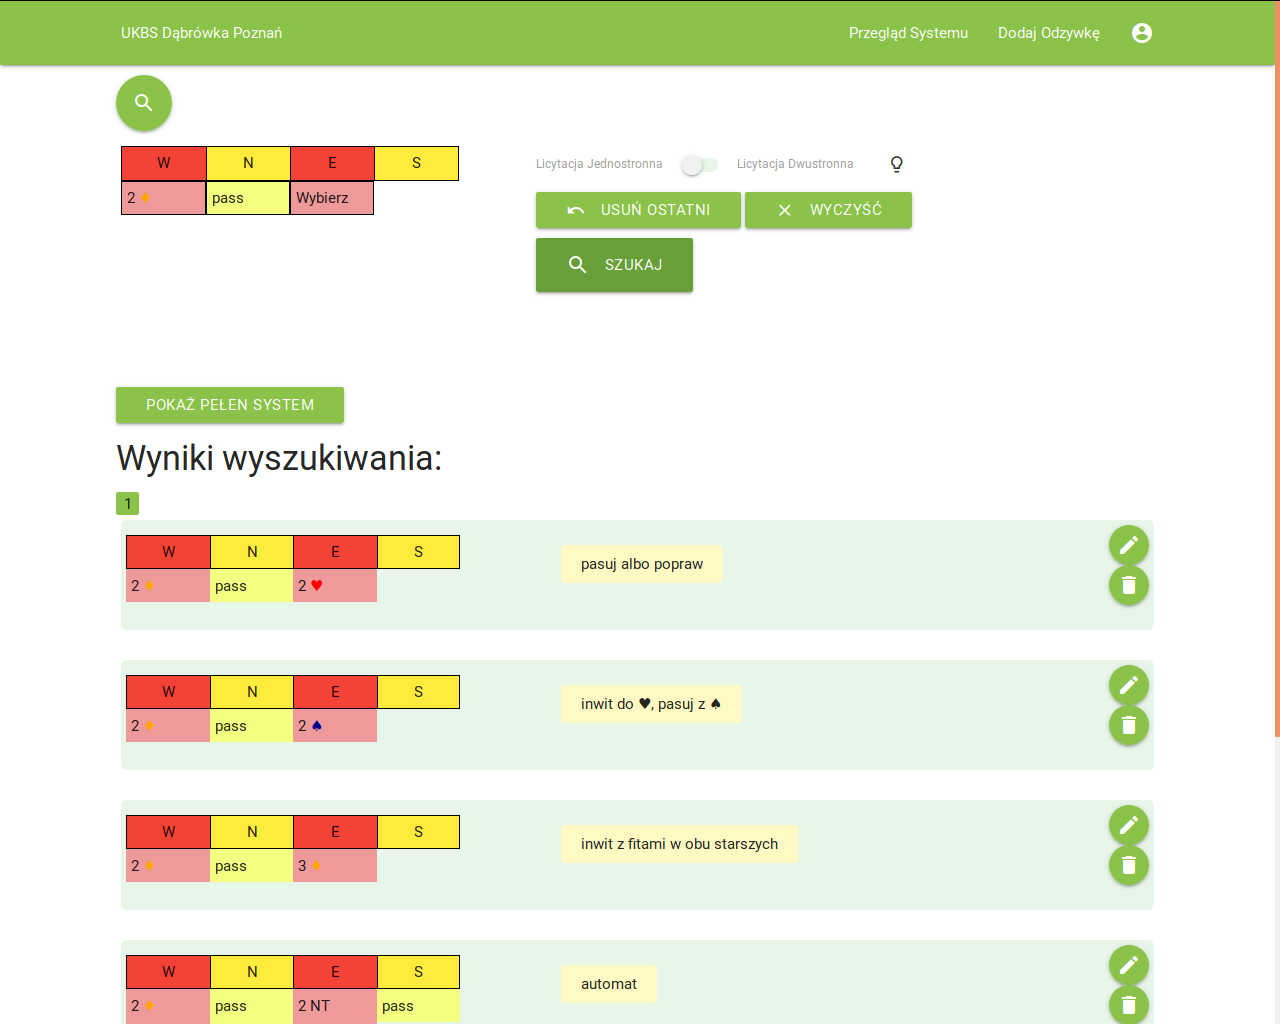 UKBS Dąbrówka Poznań Przegląd Systemu Dodaj Odzywkę
W N E S
2 ♦ pass Wybierz
Licytacja Jednostronna Licytacja Dwustronna
USUŃ OSTATNI WYCZYŚĆ
SZUKAJ
POKAŻ PEŁEN SYSTEM
Wyniki wyszukiwania:
1
W N E S
2 ♦ pass 2 ♥
pasuj albo popraw
W N E S
2 ♦ pass 2 ♠
inwit do ♥, pasuj z ♠
W N E S
2 ♦ pass 3 ♦
inwit z fitami w obu starszych
W N E S
2 ♦ pass 2 NT pass
automat